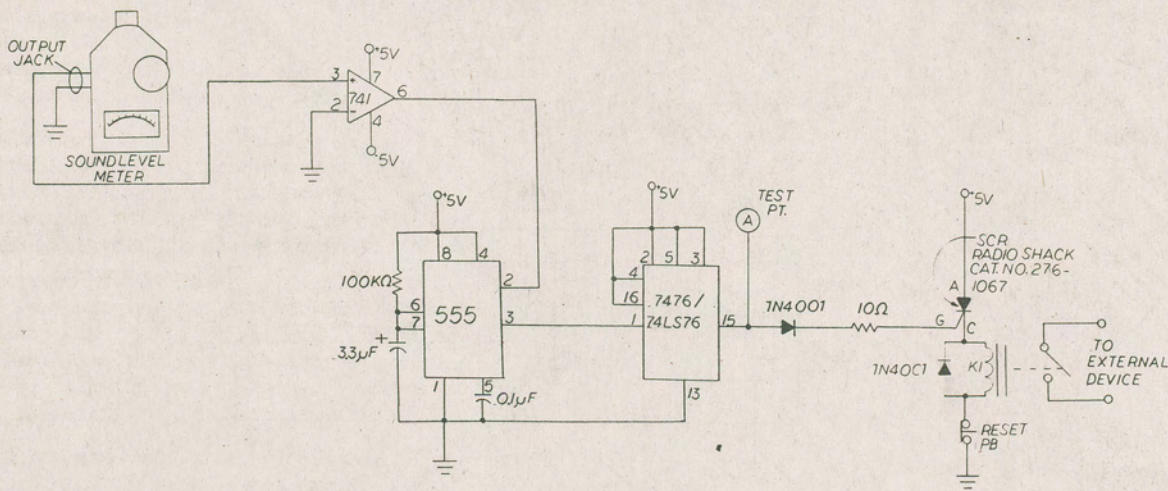 OUTPUT
JACK
SOUND LEVEL
METER
+5V
3
+
7
741
6
2
-
4
-5V
+5V
8
4
100KΩ
6
7
555
2
3
+
3.3µF
1
5
.01µF
+5V
2
5
3
4
16
1
7476/
74LS76
15
13
A
TEST
PT.
1N4001
10Ω
+5V
SCR
RADIO SHACK
CAT. NO. 276-
1067
A
G
C
1N4001
K1
RESET
PB
TO
EXTERNAL
DEVICE